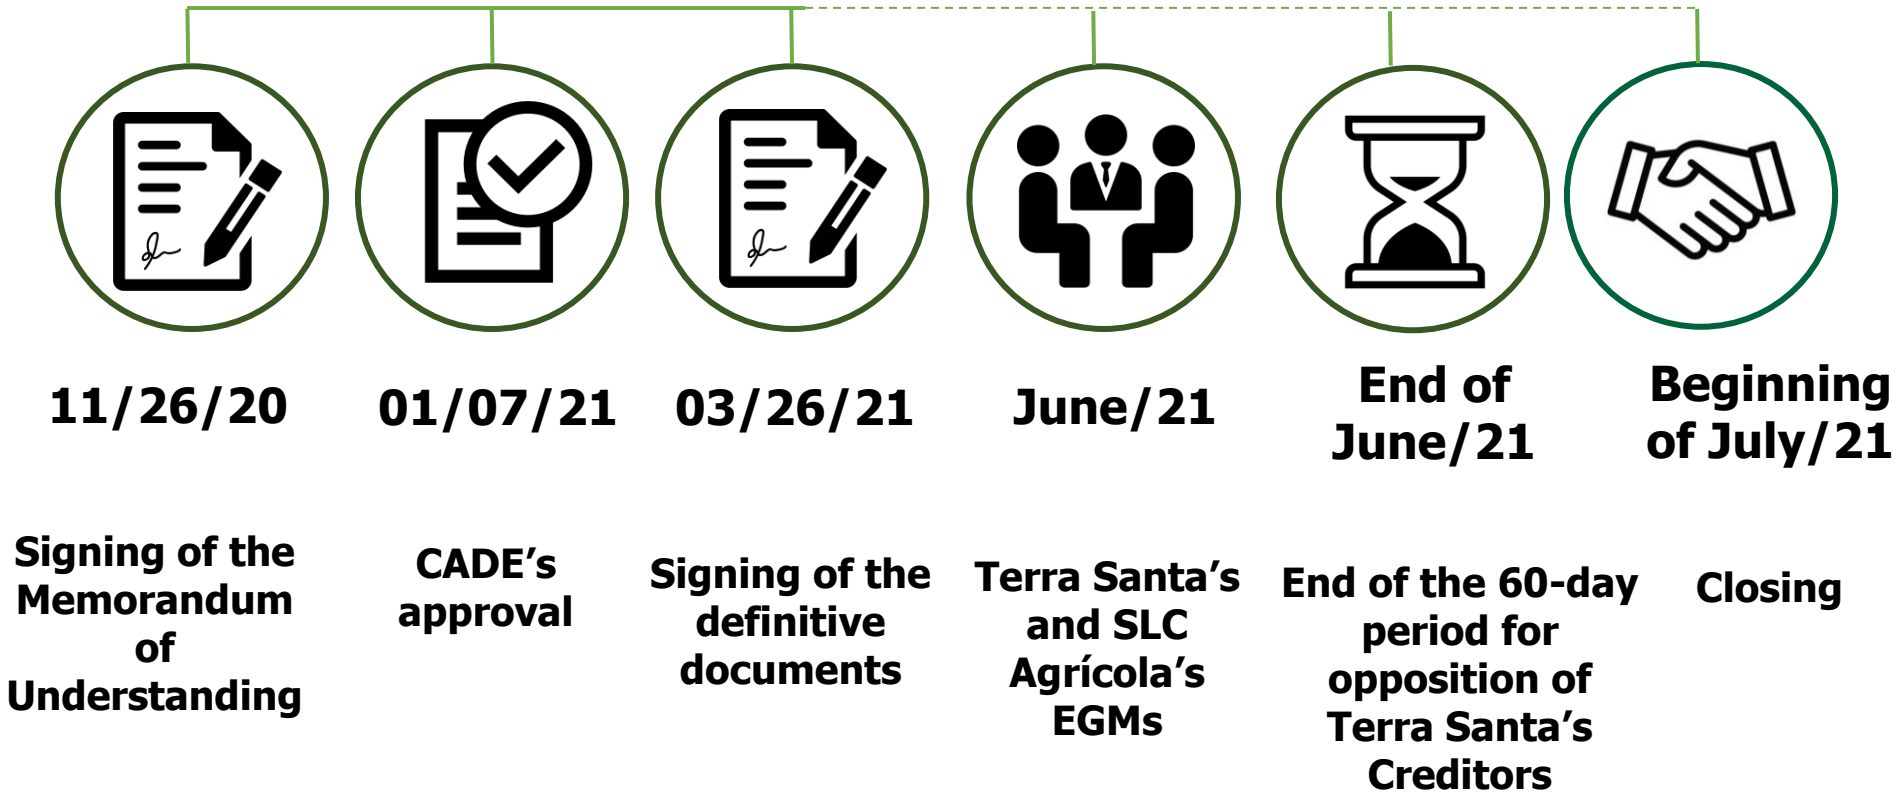 11/26/20
01/07/21
03/26/21
June/21
End of
June/21
Beginning
of July/21
Signing of the
Memorandum
of
Understanding
CADE’s
approval
Signing of the
definitive
documents
Terra Santa’s
and SLC
Agrícola’s
EGMs
End of the 60-day
period for
opposition of
Terra Santa’s
Creditors
Closing